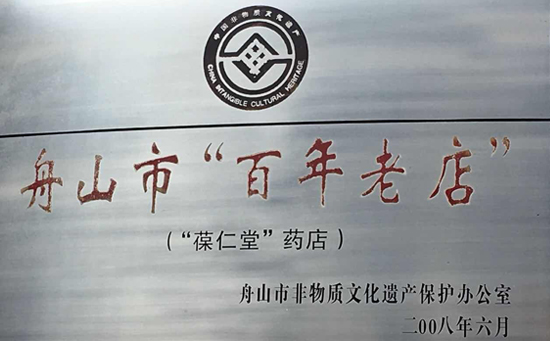 中国非物质文化遗产
CHINA INTANGIBLE CULTURAL HERITAGE
舟山市“百年老店”
（“葆仁堂”药店）
舟山市非物质文化遗产保护办公室
二00八年六月